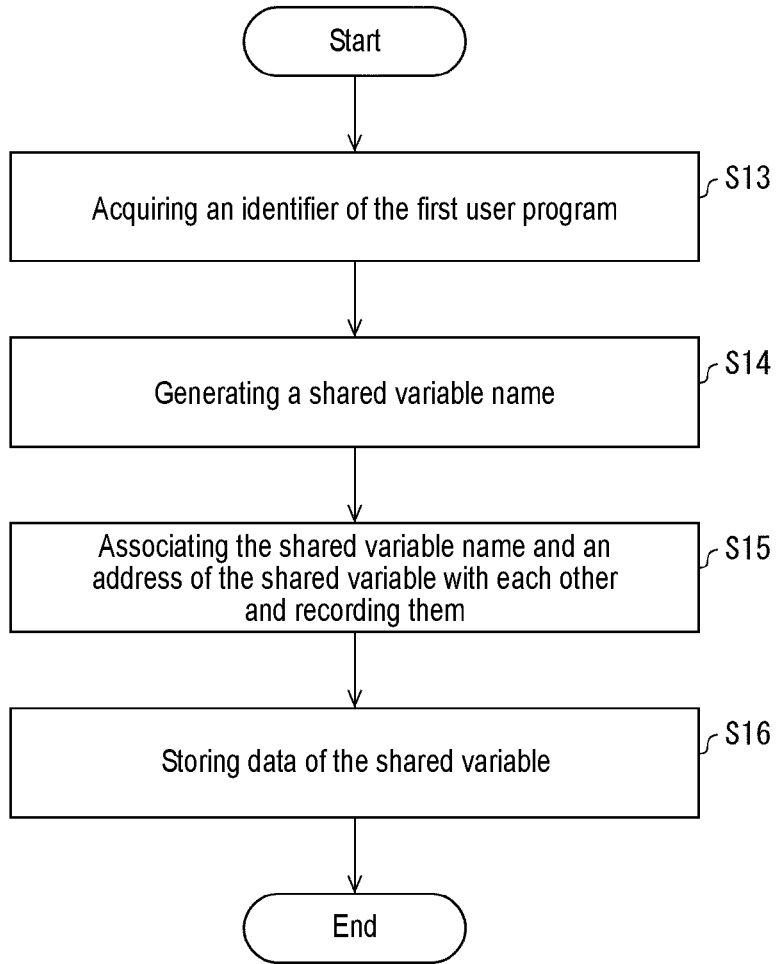 Start
Acquiring an identifier of the first user program
S13
Generating a shared variable name
S14
Associating the shared variable name and an
address of the shared variable with each other
and recording them
S15
Storing data of the shared variable
S16
End